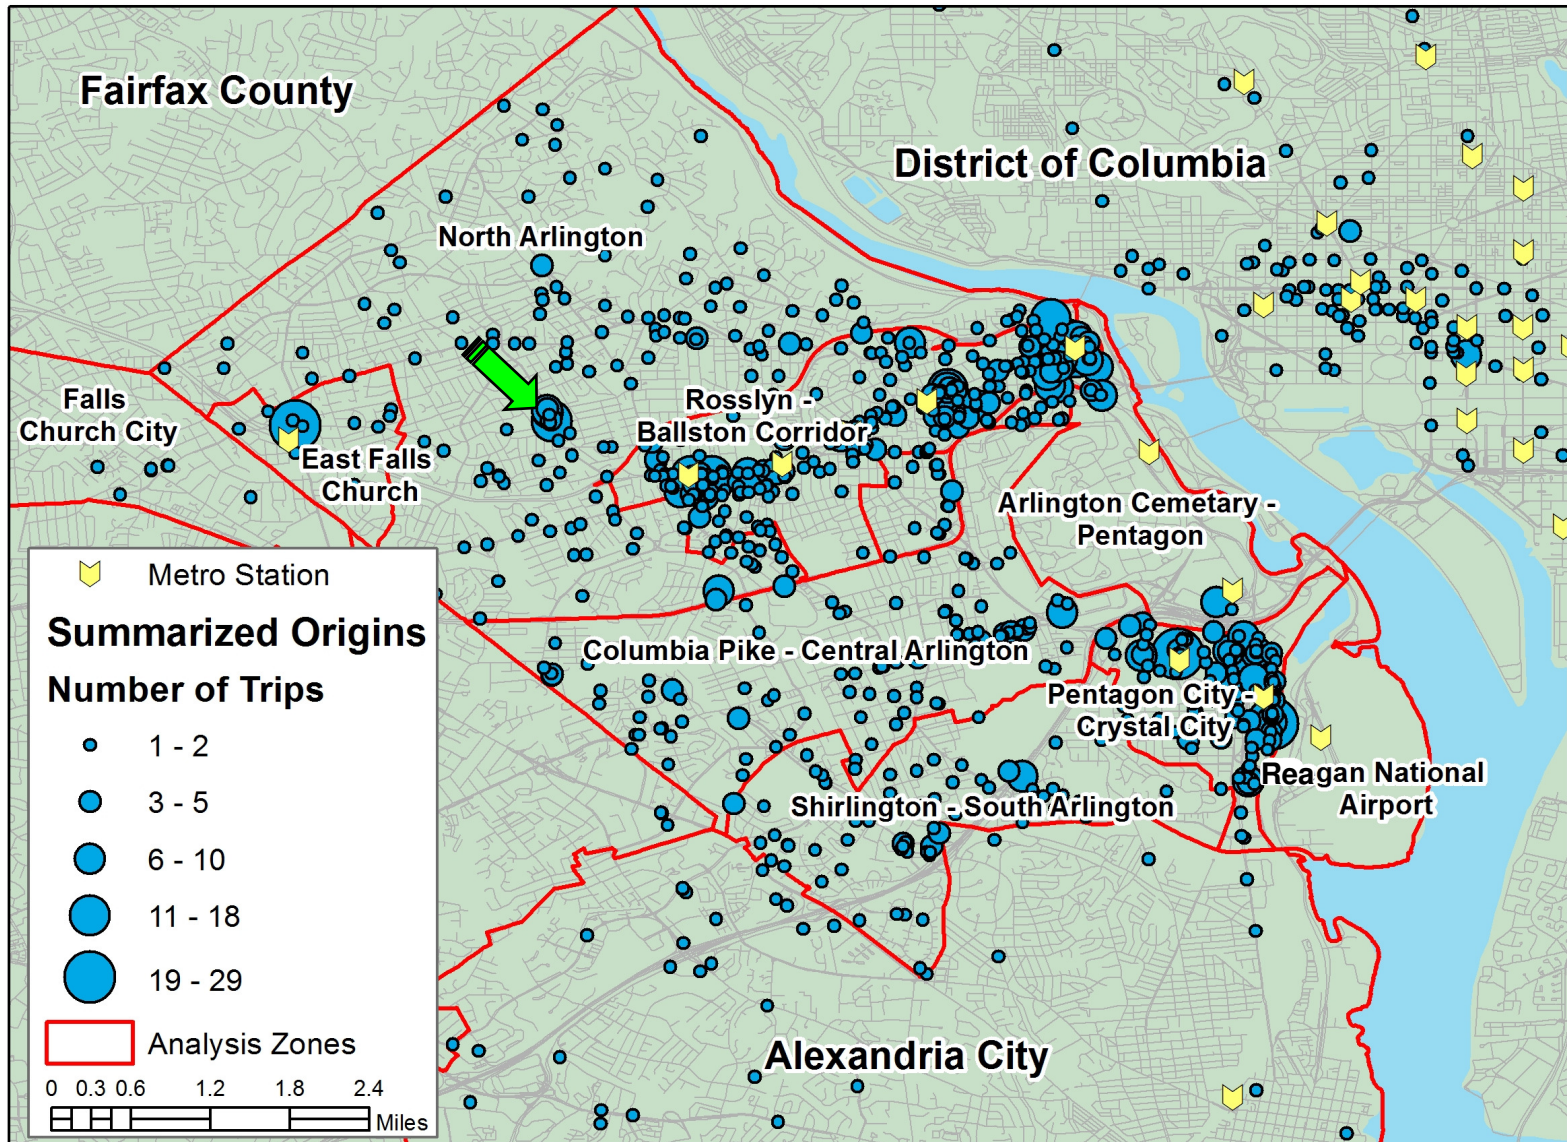 Fairfax County
District of Columbia
North Arlington
Falls
Church City
East Falls
Church
Rosslyn -
Ballston Corridor
Arlington Cemetary -
Pentagon
Columbia Pike - Central Arlington
Pentagon City -
Crystal City
Reagan National
Airport
Shirlington - South Arlington
Alexandria City
Metro Station
Summarized Origins
Number of Trips
1 - 2
3 - 5
6 - 10
11 - 18
19 - 29
Analysis Zones
0 0.3 0.6 1.2 1.8 2.4
Miles